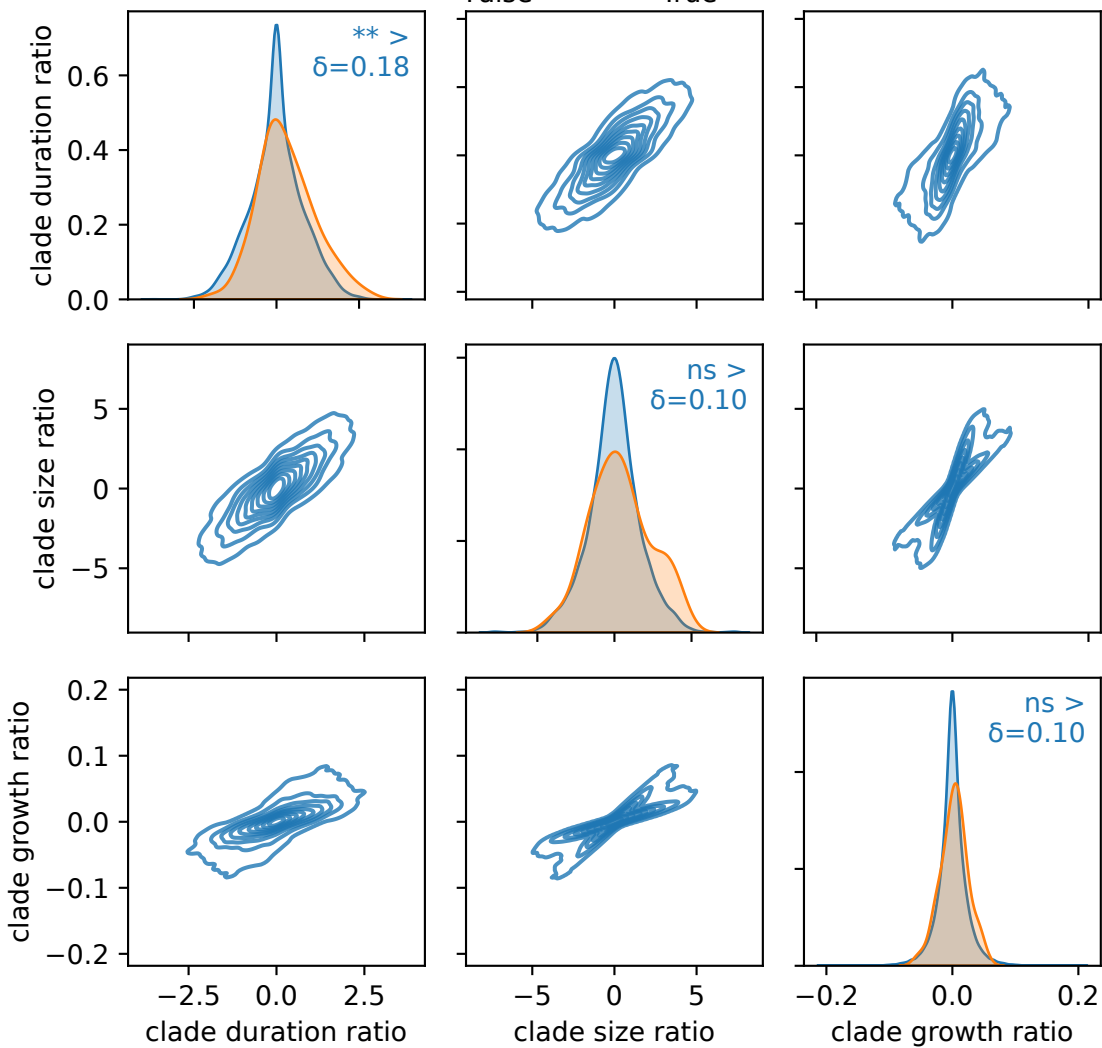 clade duration ratio
0.6
0.4
0.2
0.0
** >
δ=0.18
clade size ratio
5
0
−5
ns >
δ=0.10
clade growth ratio
0.2
0.1
0.0
−0.1
−0.2
ns >
δ=0.10
−2.5 0.0 2.5
clade duration ratio
−5 0 5
clade size ratio
−0.2 0.0 0.2
clade growth ratio